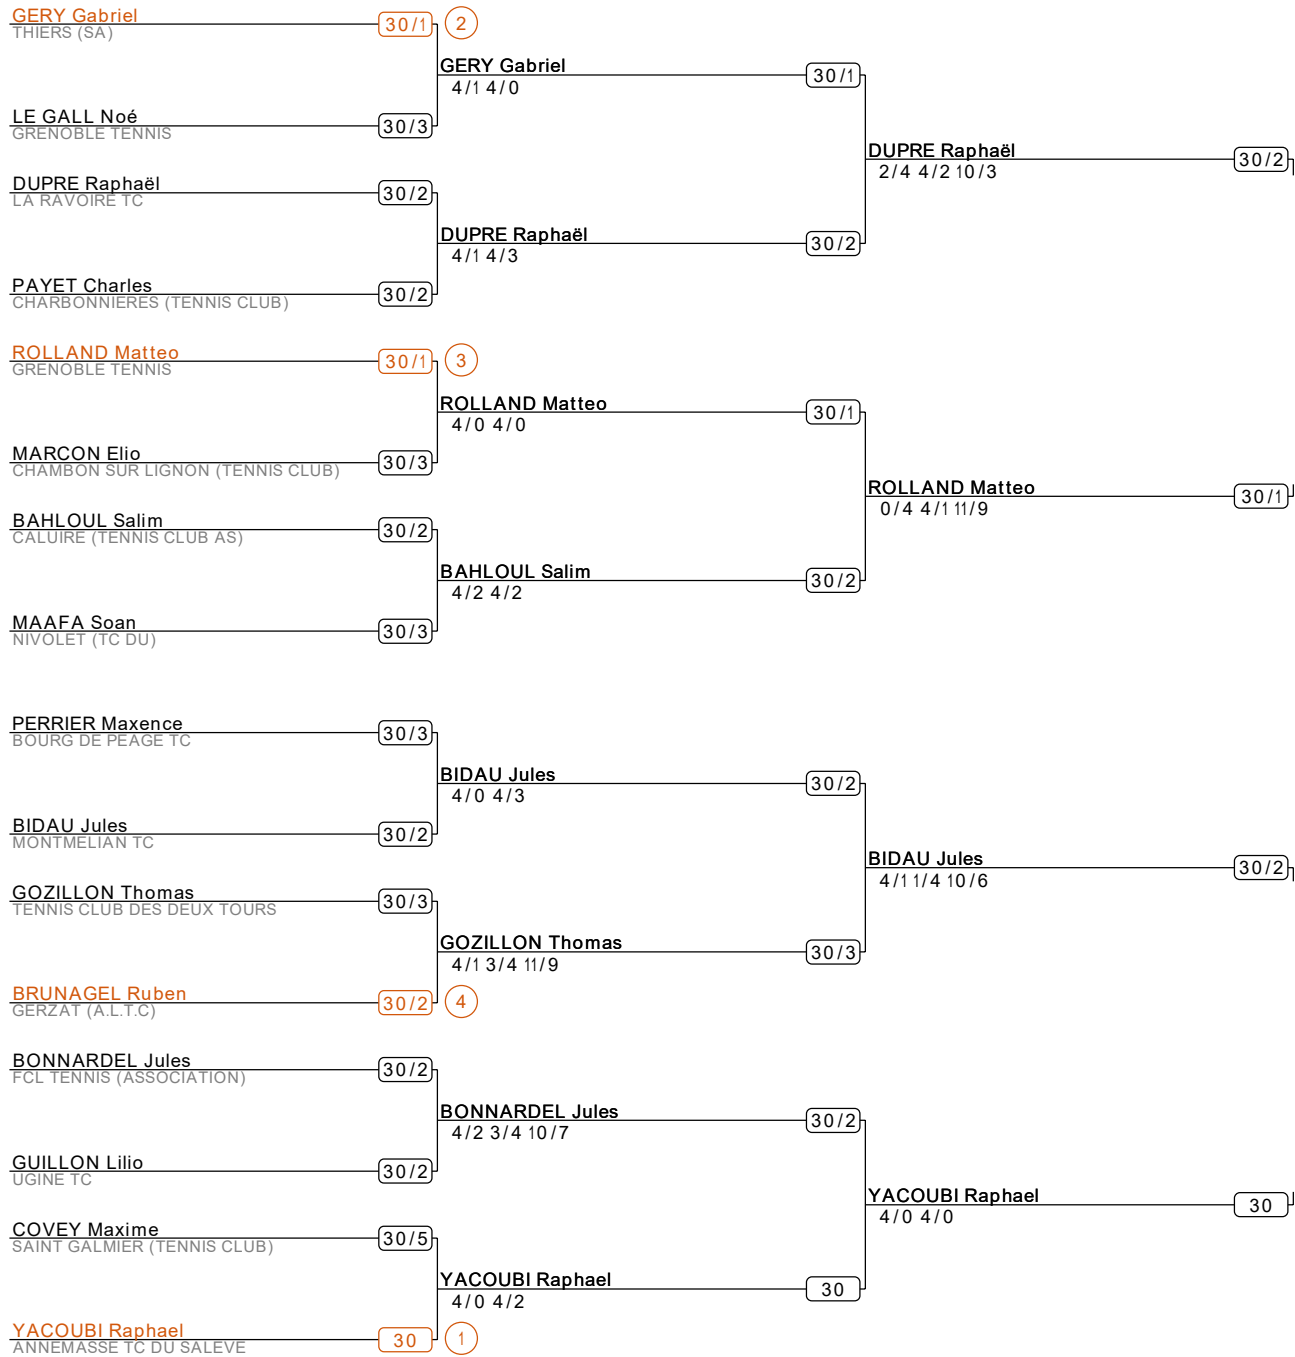 GERY Gabriel
THIERS (SA)
30/1
2
GERY Gabriel
4/1 4/0
30/1
LE GALL Noé
GRENOBLE TENNIS
30/3
DUPRE Raphaël
2/4 4/2 10/3
30/2
DUPRE Raphaël
LA RAVOIRE TC
30/2
DUPRE Raphaël
4/1 4/3
30/2
PAYET Charles
CHARBONNIERES (TENNIS CLUB)
30/2
ROLLAND Matteo
GRENOBLE TENNIS
30/1
3
ROLLAND Matteo
4/0 4/0
30/1
MARCON Elio
CHAMBON SUR LIGNON (TENNIS CLUB)
30/3
ROLLAND Matteo
0/4 4/1 11/9
30/1
BAHLOUL Salim
CALUIRE (TENNIS CLUB AS)
30/2
BAHLOUL Salim
4/2 4/2
30/2
MAAFA Soan
NIVOLET (TC DU)
30/3
PERRIER Maxence
BOURG DE PEAGE TC
30/3
BIDAU Jules
4/0 4/3
30/2
BIDAU Jules
MONTMELIAN TC
30/2
BIDAU Jules
4/1 1/4 10/6
30/2
GOZILLON Thomas
TENNIS CLUB DES DEUX TOURS
30/3
GOZILLON Thomas
4/1 3/4 11/9
30/3
BRUNAGEL Ruben
GERZAT (A.L.T.C)
30/2
4
BONNARDEL Jules
FCL TENNIS (ASSOCIATION)
30/2
BONNARDEL Jules
4/2 3/4 10/7
30/2
GUILLON Lilio
UGINE TC
30/2
YACOUBI Raphael
4/0 4/0
30
COVEY Maxime
SAINT GALMIER (TENNIS CLUB)
30/5
YACOUBI Raphael
4/0 4/2
30
YACOUBI Raphael
ANNEMASSE TC DU SALEVE
30
1